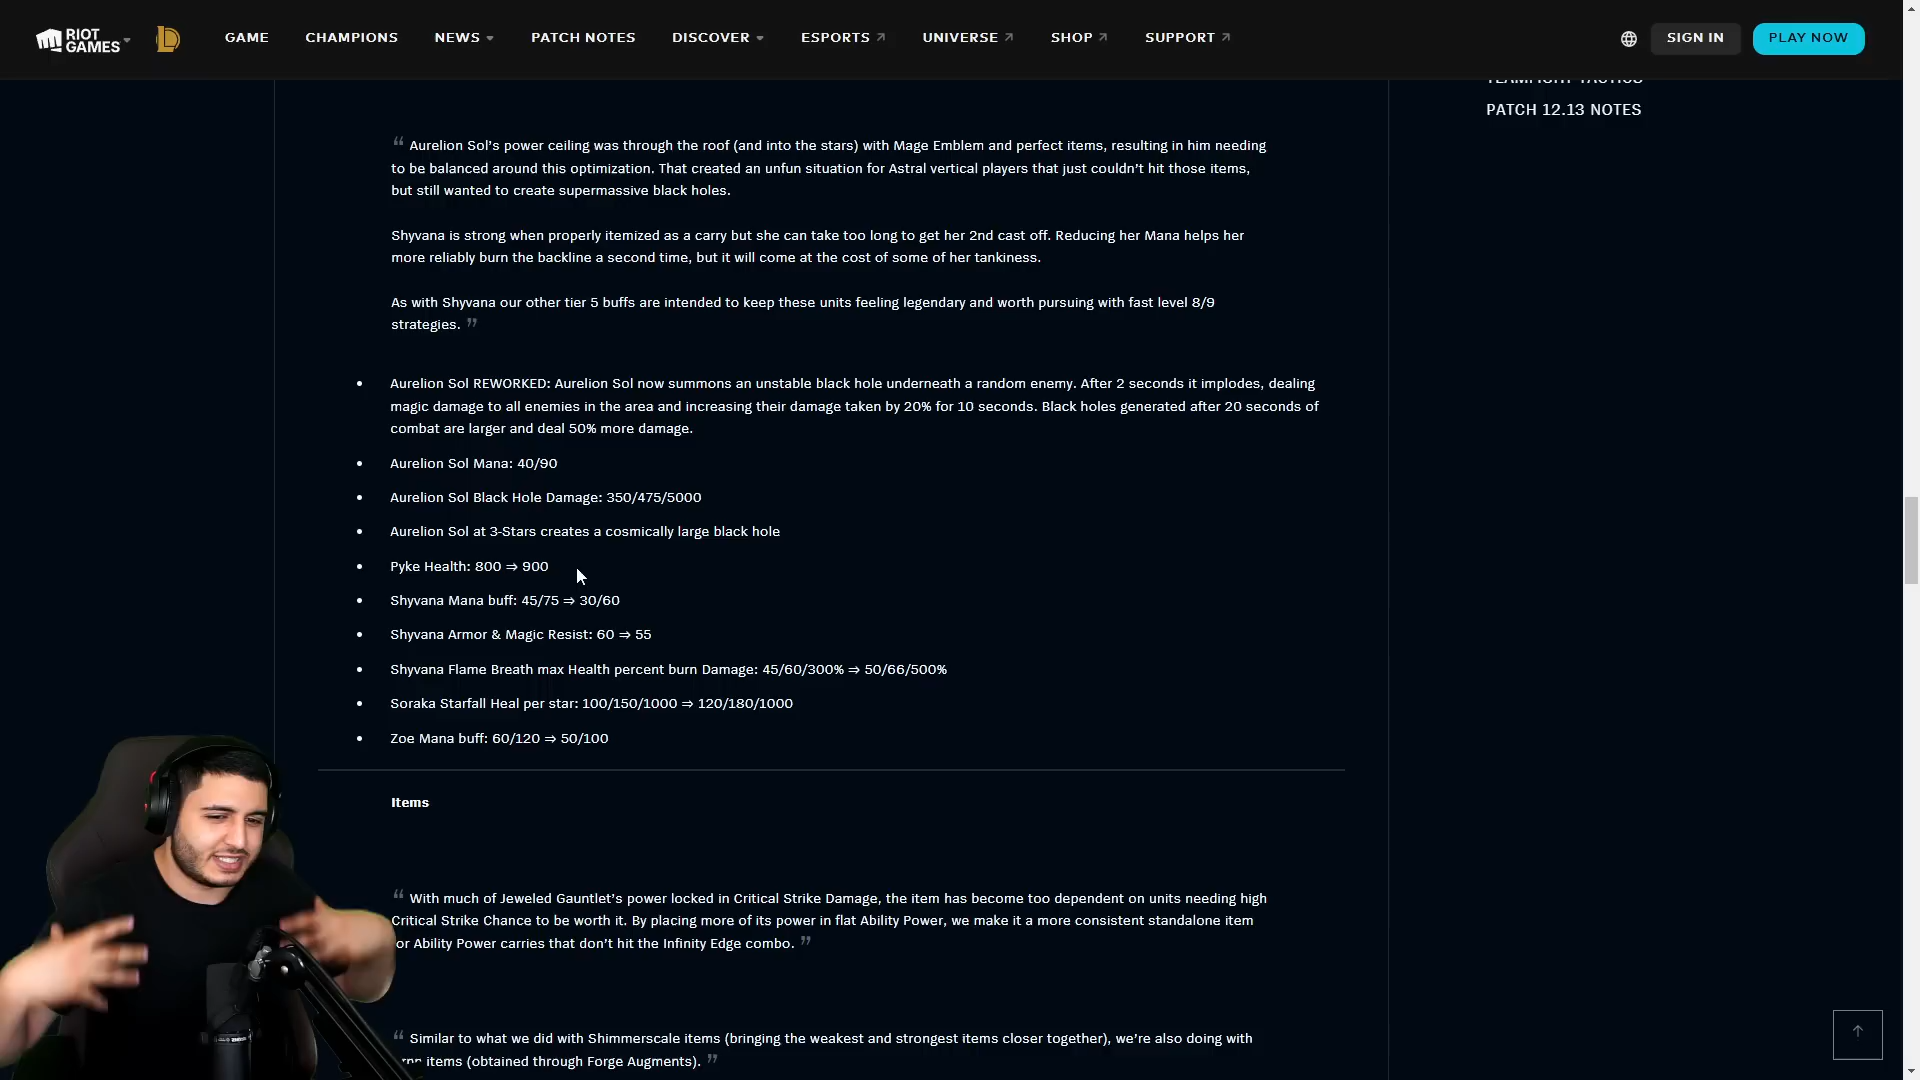 RIOT GAMES
GAME
CHAMPIONS
NEWS
PATCH NOTES
DISCOVER
ESPORTS
UNIVERSE
SHOP
SUPPORT
SIGN IN
PLAY NOW
TEAMFIGHT TACTICS
PATCH 12.13 NOTES
“ Aurelion Sol’s power ceiling was through the roof (and into the stars) with Mage Emblem and perfect items, resulting in him needing
to be balanced around this optimization. That created an unfun situation for Astral vertical players that just couldn’t hit those items,
but still wanted to create supermassive black holes.
Shyvana is strong when properly itemized as a carry but she can take too long to get her 2nd cast off. Reducing her Mana helps her
more reliably burn the backline a second time, but it will come at the cost of some of her tankiness.
As with Shyvana our other tier 5 buffs are intended to keep these units feeling legendary and worth pursuing with fast level 8/9
strategies. ”
• Aurelion Sol REWORKED: Aurelion Sol now summons an unstable black hole underneath a random enemy. After 2 seconds it implodes, dealing
magic damage to all enemies in the area and increasing their damage taken by 20% for 10 seconds. Black holes generated after 20 seconds of
combat are larger and deal 50% more damage.
• Aurelion Sol Mana: 40/90
• Aurelion Sol Black Hole Damage: 350/475/5000
• Aurelion Sol at 3-Stars creates a cosmically large black hole
• Pyke Health: 800 ⇒ 900
• Shyvana Mana buff: 45/75 ⇒ 30/60
• Shyvana Armor & Magic Resist: 60 ⇒ 55
• Shyvana Flame Breath max Health percent burn Damage: 45/60/300% ⇒ 50/66/500%
• Soraka Starfall Heal per star: 100/150/1000 ⇒ 120/180/1000
• Zoe Mana buff: 60/120 ⇒ 50/100
Items
“ With much of Jeweled Gauntlet’s power locked in Critical Strike Damage, the item has become too dependent on units needing high
Critical Strike Chance to be worth it. By placing more of its power in flat Ability Power, we make it a more consistent standalone item
or Ability Power carries that don’t hit the Infinity Edge combo. ”
“ Similar to what we did with Shimmerscale items (bringing the weakest and strongest items closer together), we’re also doing with
items (obtained through Forge Augments). ”